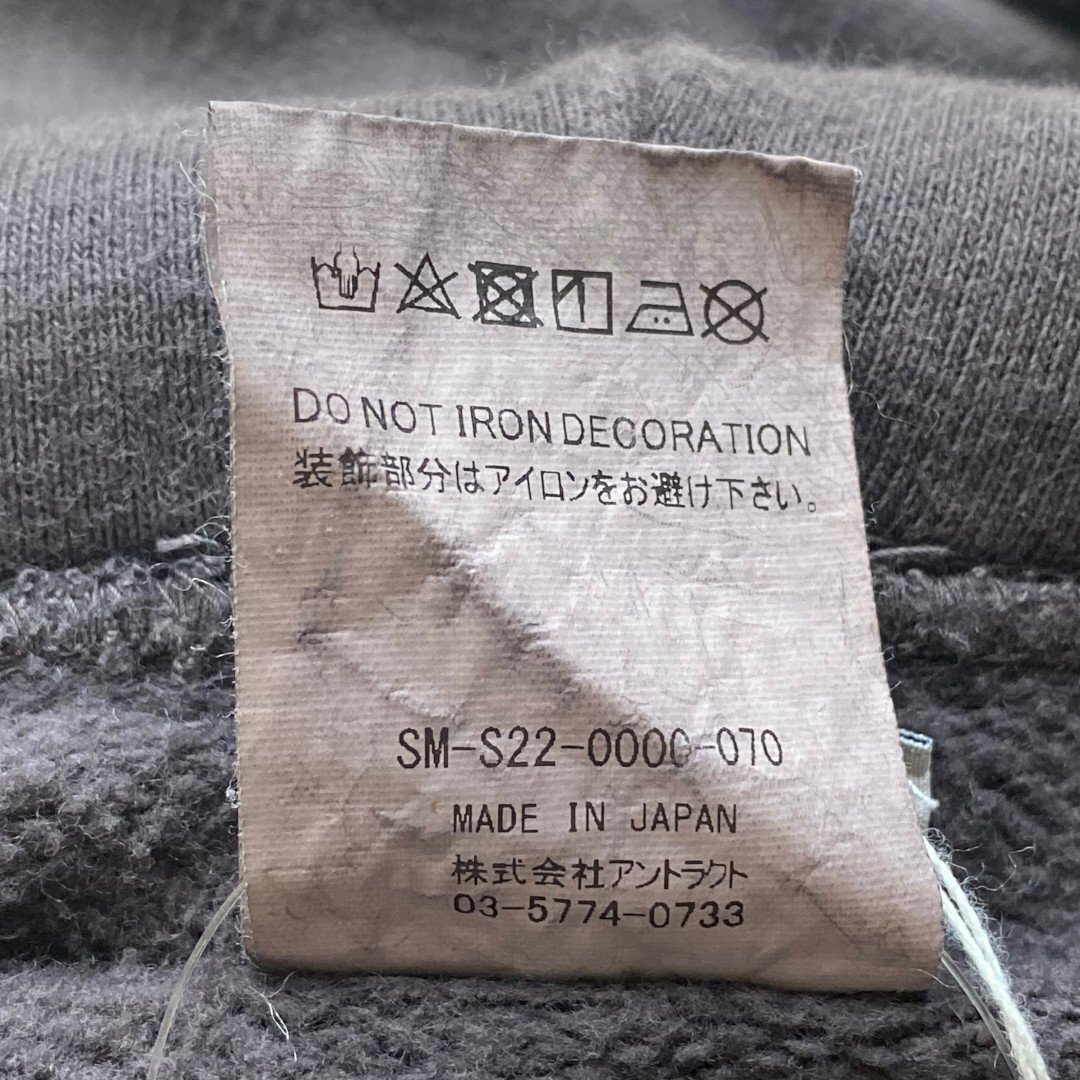 DO NOT IRON DECORATION
装飾部分はアイロンをお避け下さい。
SM-S22-0000-070
MADE IN JAPAN
株式会社アントラクト
03-5774-0733